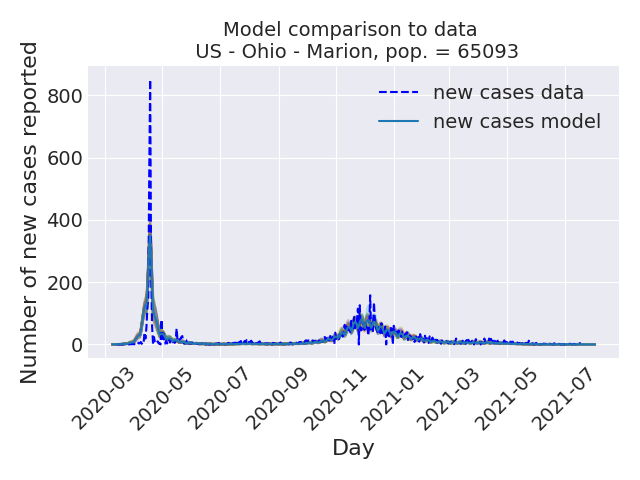 Model comparison to data
US - Ohio - Marion, pop. = 65093
Number of new cases reported
800
600
400
200
0
new cases data
new cases model
2020-03
2020-05
2020-07
2020-09
2020-11
2021-01
2021-03
2021-05
2021-07
Day